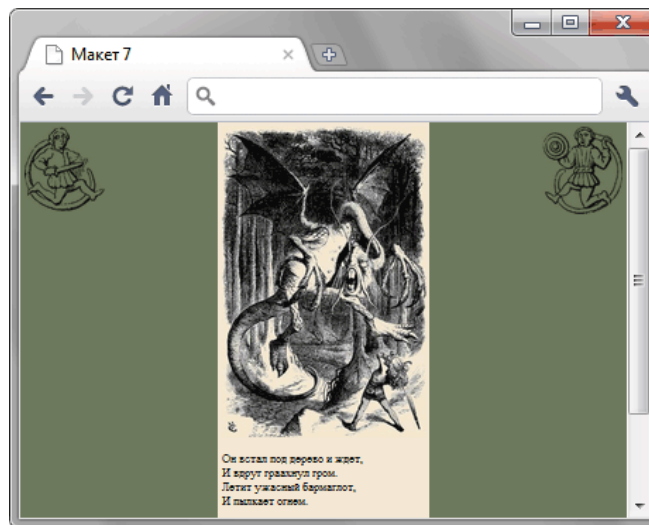 Макет 7
Он встал под дерево и ждет,
И вдруг граахнул гром.
Летит ужасный бармаглот,
И пылкает огнем.